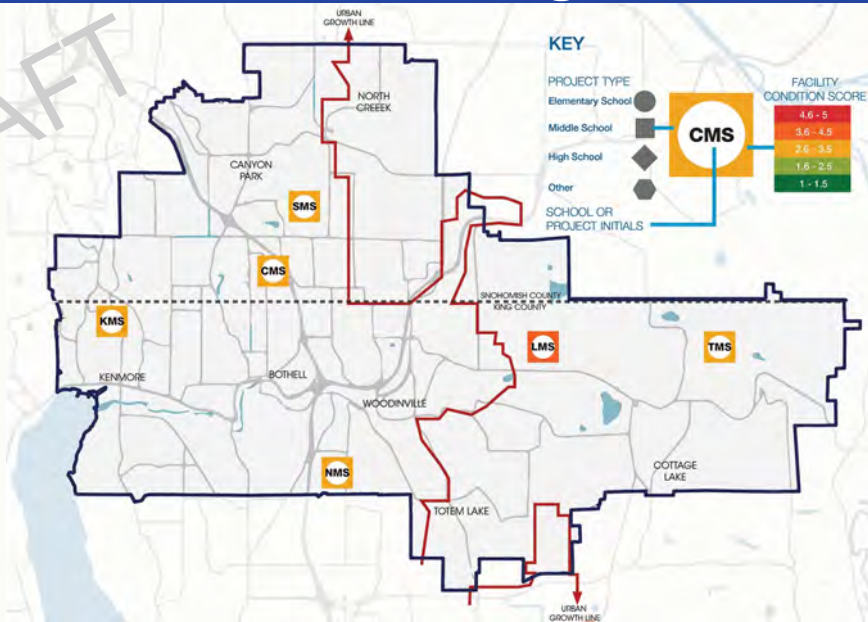 AFT
URBAN
GROWTH LINE
NORTH
CREEEK
CANYON
PARK
SMS
CMS
KMS
SNOHOMISH COUNTY
KING COUNTY
LMS
TMS
KENMORE
BOTHELL
WOODINVILLE
NMS
COTTAGE
LAKE
TOTEM LAKE
URBAN
GROWTH LINE
KEY
PROJECT TYPE
Elementary School
Middle School
High School
Other
SCHOOL OR
PROJECT INITIALS
CMS
FACILITY
CONDITION SCORE
4.6 - 5
3.6 - 4.5
2.6 - 3.5
1.6 - 2.5
1 - 1.5